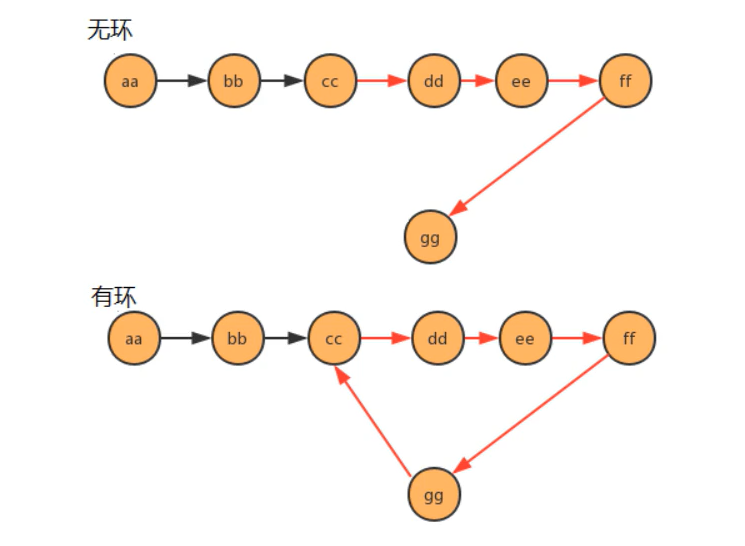 无环
aa bb cc dd ee ff
gg
有环
aa bb cc dd ee ff
gg